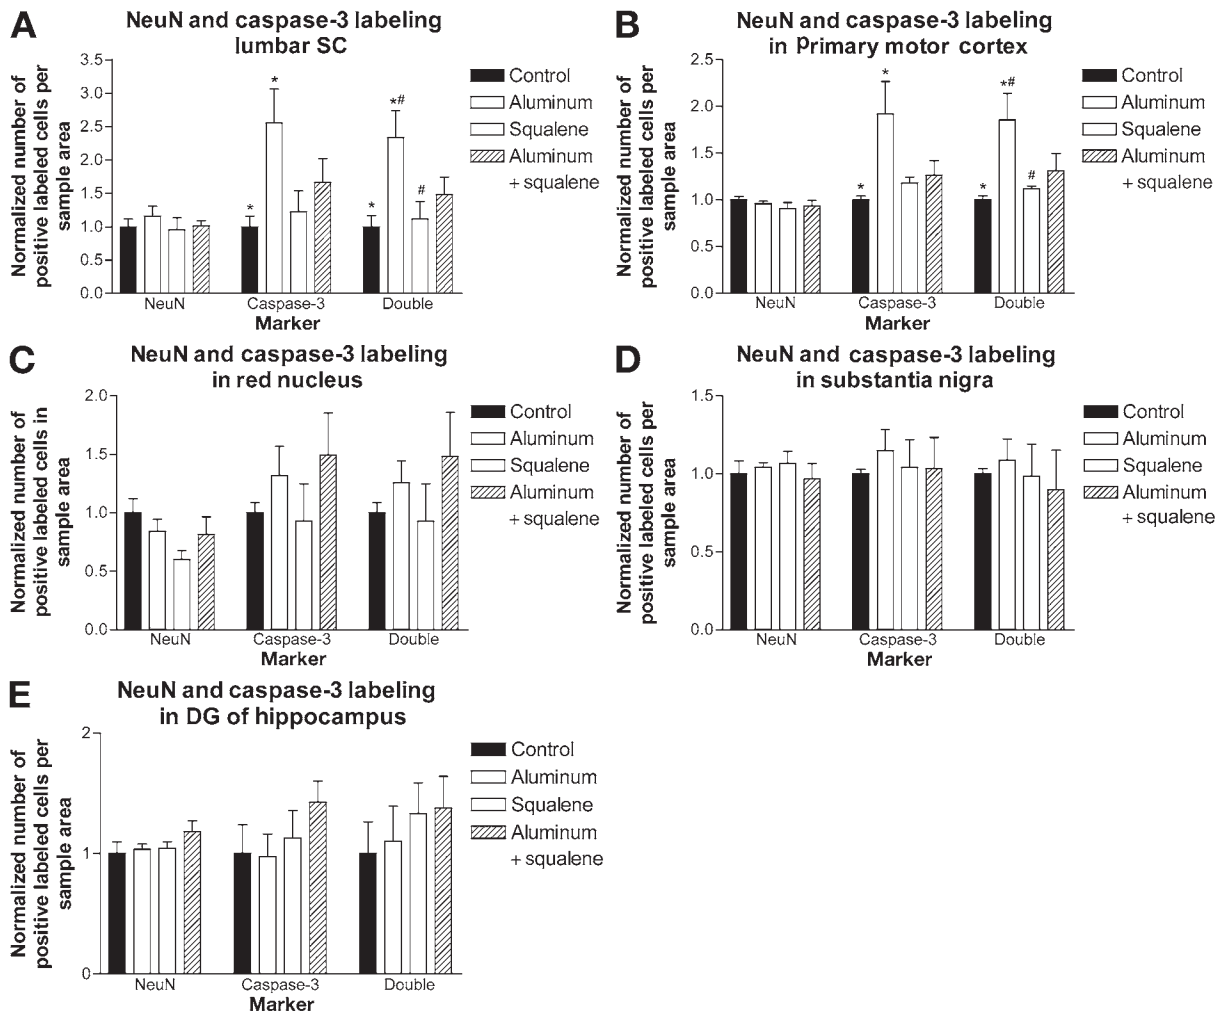 A
NeuN and caspase-3 labeling
lumbar SC
Normalized number of
positive labeled cells per
sample area
3.5
3.0
2.5
2.0
1.5
1.0
0.5
0.0
*
*
*
*#
#
NeuN
Caspase-3
Double
Marker
Control
Aluminum
Squalene
Aluminum
+ squalene
B
NeuN and caspase-3 labeling
in primary motor cortex
Normalized number of
positive labeled cells per
sample area
2.5
2.0
1.5
1.0
0.5
0.0
*
*
*
*#
#
NeuN
Caspase-3
Double
Marker
Control
Aluminum
Squalene
Aluminum
+ squalene
C
NeuN and caspase-3 labeling
in red nucleus
Normalized number of
positive labeled cells in
sample area
2.0
1.5
1.0
0.5
0.0
NeuN
Caspase-3
Double
Marker
Control
Aluminum
Squalene
Aluminum
+ squalene
D
NeuN and caspase-3 labeling
in substantia nigra
Normalized number of
positive labeled cells per
sample area
1.5
1.0
0.5
0.0
NeuN
Caspase-3
Double
Marker
Control
Aluminum
Squalene
Aluminum
+ squalene
E
NeuN and caspase-3 labeling
in DG of hippocampus
Normalized number of
positive labeled cells per
sample area
2
1
0
NeuN
Caspase-3
Double
Marker
Control
Aluminum
Squalene
Aluminum
+ squalene